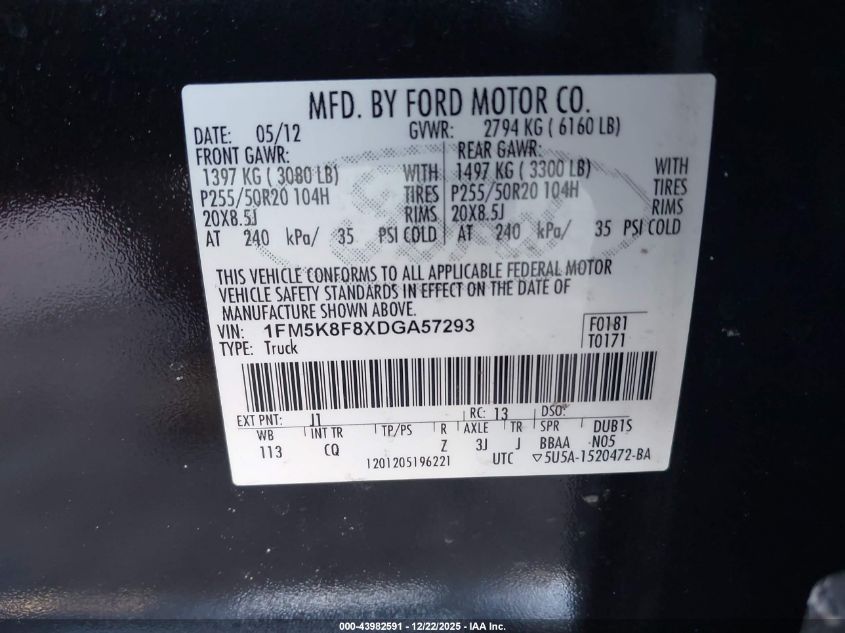 MFD. BY FORD MOTOR CO.
DATE: 05/12 GVWR: 2794 KG ( 6160 LB)
FRONT GAWR: REAR GAWR:
1397 KG ( 3080 LB) WITH 1497 KG ( 3300 LB) WITH
P255/50R20 104H TIRES P255/50R20 104H TIRES
20X8.5J RIMS 20X8.5J RIMS
AT 240 kPa/ 35 PSI COLD AT 240 kPa/ 35 PSI COLD
THIS VEHICLE CONFORMS TO ALL APPLICABLE FEDERAL MOTOR
VEHICLE SAFETY STANDARDS IN EFFECT ON THE DATE OF
MANUFACTURE SHOWN ABOVE.
VIN: 1FM5K8F8XDGA57293 F0181
TYPE: Truck T0171
EXT PNT: J1 RC: 13 DSO:
WB INT TR TP/PS R AXLE TR SPR DUB1S
113 CQ Z 3J J BBAA N05
1201205196221 UTC ▽5U5A-1520472-BA
000-43982591 - 12/22/2025 - IAA Inc.